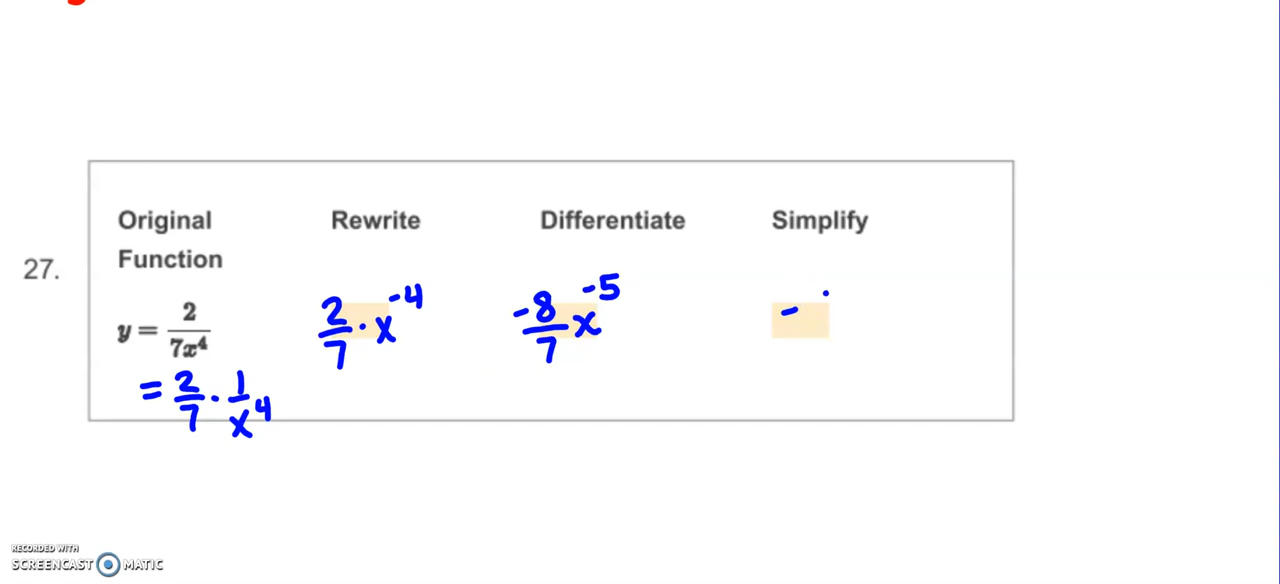 Original Function Rewrite Differentiate Simplify
27.
y = 2/(7x⁴) 2/7 · x⁻⁴ -8/7 x⁻⁵ -
= 2/7 · 1/x⁴
RECORDED WITH
SCREENCAST MATIC